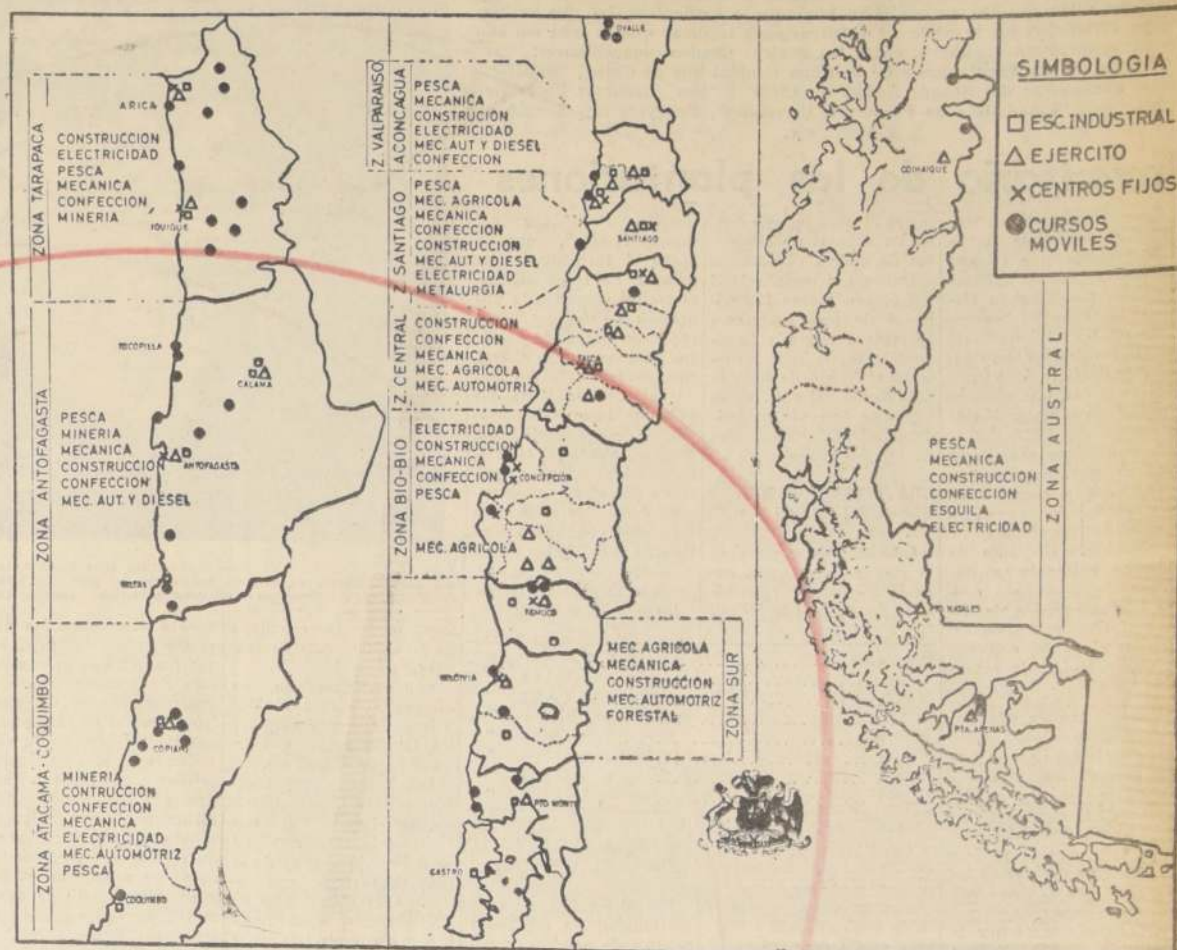 ZONA TARAPACA
ARICA
CONSTRUCCION
ELECTRICIDAD
PESCA
MECANICA
CONFECCION
MINERIA
IQUIQUE
ZONA ANTOFAGASTA
TOCOPILLA
CALAMA
PESCA
MINERIA
MECANICA
CONSTRUCCION
CONFECCION
MEC. AUT. Y DIESEL
ANTOFAGASTA
ZONA ATACAMA - COQUIMBO
COPIAPO
MINERIA
CONTRUCCION
CONFECCION
MECANICA
ELECTRICIDAD
MEC. AUTOMOTRIZ
PESCA
COQUIMBO
OVALLE
Z. VALPARAISO
ACONCAGUA
PESCA
MECANICA
CONSTRUCION
ELECTRICIDAD
MEC. AUT Y DIESEL
CONFECCION
Z. SANTIAGO
PESCA
MEC. AGRICOLA
MECANICA
CONFECCION
CONSTRUCCION
MEC. AUT Y DIESEL
ELECTRICIDAD
METALURGIA
SANTIAGO
Z. CENTRAL
CONSTRUCCION
CONFECCION
MECANICA
MEC. AGRICOLA
MEC. AUTOMOTRIZ
TALCA
ZONA BIO-BIO
ELECTRICIDAD
CONSTRUCCION
MECANICA
CONFECCION
PESCA
MEC. AGRICOLA
CONCEPCION
TEMUCO
ZONA SUR
MEC. AGRICOLA
MECANICA
CONSTRUCCION
MEC. AUTOMOTRIZ
FORESTAL
PTO. MONTT
CASTRO
SIMBOLOGIA
ESC. INDUSTRIAL
EJERCITO
CENTROS FIJOS
CURSOS
MOVILES
COIHAIQUE
ZONA AUSTRAL
PESCA
MECANICA
CONSTRUCCION
CONFECCION
ESQUILA
ELECTRICIDAD
PTO. NATALES
PTA. ARENAS